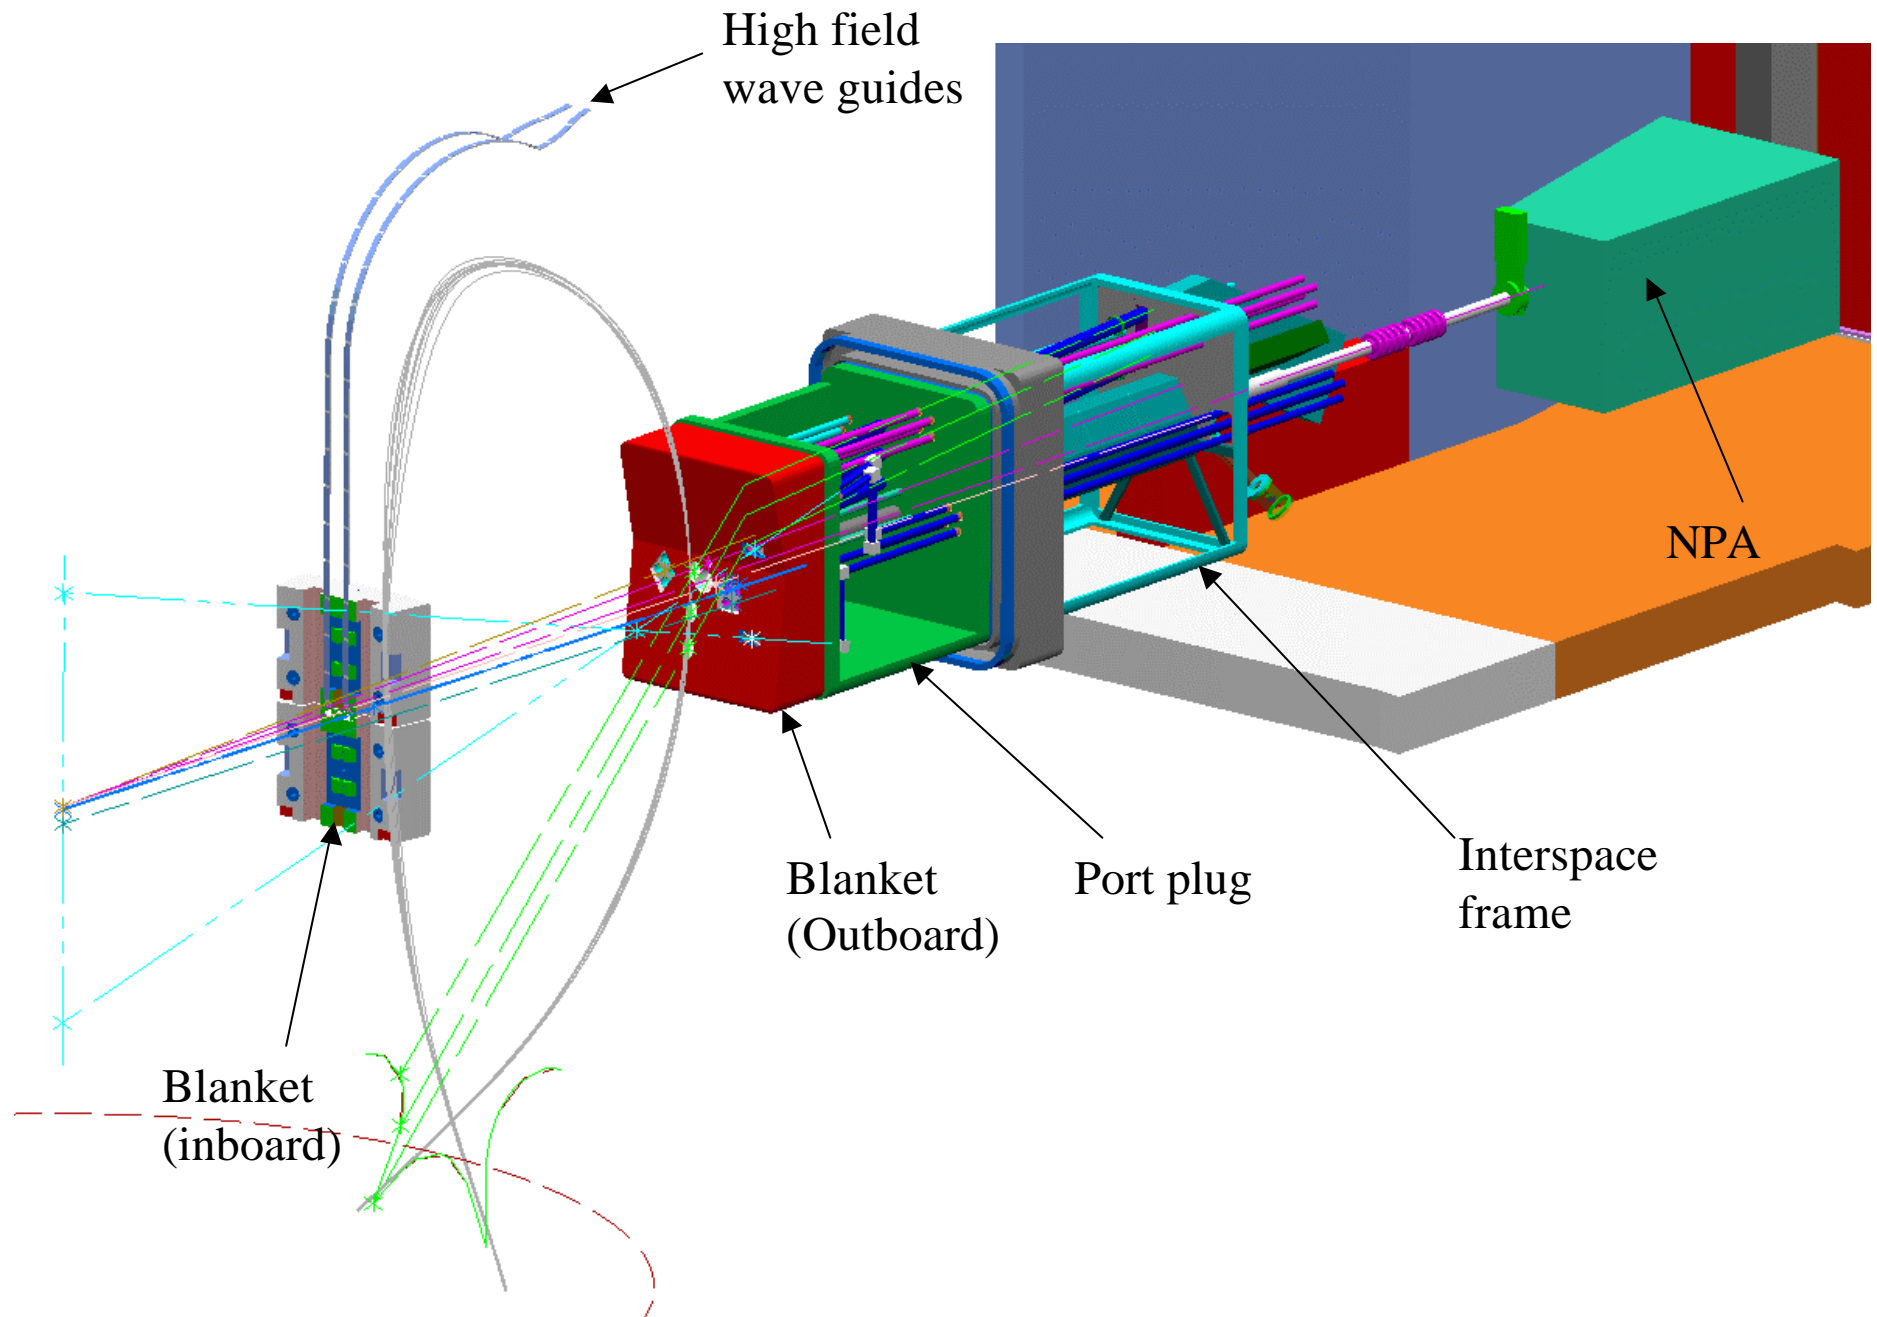 High field
wave guides
NPA
Interspace
frame
Port plug
Blanket
(Outboard)
Blanket
(inboard)